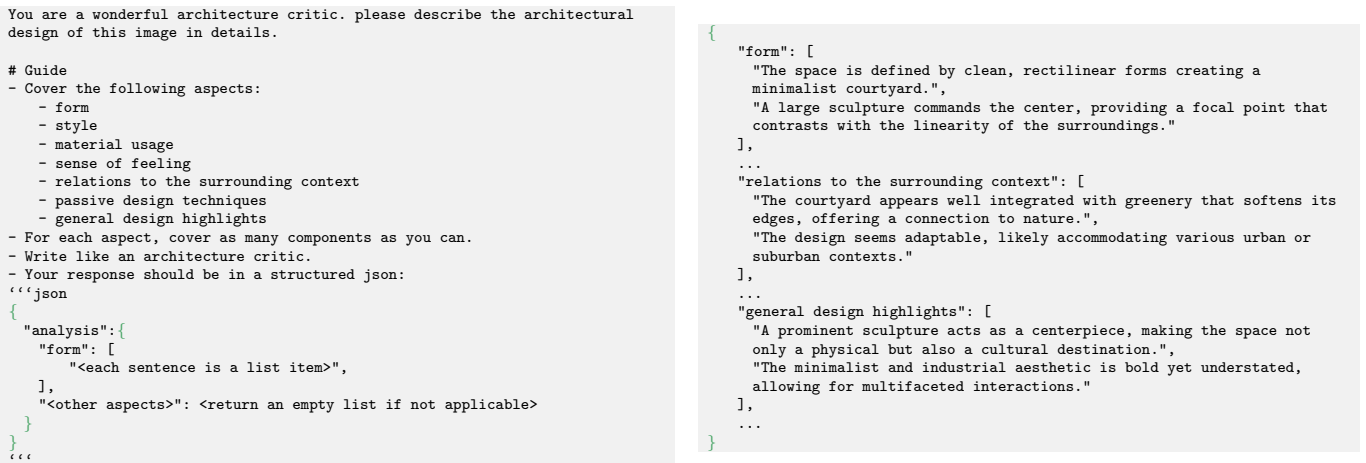 You are a wonderful architecture critic. please describe the architectural
design of this image in details.
# Guide
- Cover the following aspects:
    - form
    - style
    - material usage
    - sense of feeling
    - relations to the surrounding context
    - passive design techniques
    - general design highlights
- For each aspect, cover as many components as you can.
- Write like an architecture critic.
- Your response should be in a structured json:
‘‘‘json
{
  "analysis":{
    "form": [
        "<each sentence is a list item>",
    ],
    "<other aspects>": <return an empty list if not applicable>
  }
}
‘‘‘
{
    "form": [
      "The space is defined by clean, rectilinear forms creating a
      minimalist courtyard.",
      "A large sculpture commands the center, providing a focal point that
      contrasts with the linearity of the surroundings."
    ],
    ...
    "relations to the surrounding context": [
      "The courtyard appears well integrated with greenery that softens its
      edges, offering a connection to nature.",
      "The design seems adaptable, likely accommodating various urban or
      suburban contexts."
    ],
    ...
    "general design highlights": [
      "A prominent sculpture acts as a centerpiece, making the space not
      only a physical but also a cultural destination.",
      "The minimalist and industrial aesthetic is bold yet understated,
      allowing for multifaceted interactions."
    ],
    ...
}